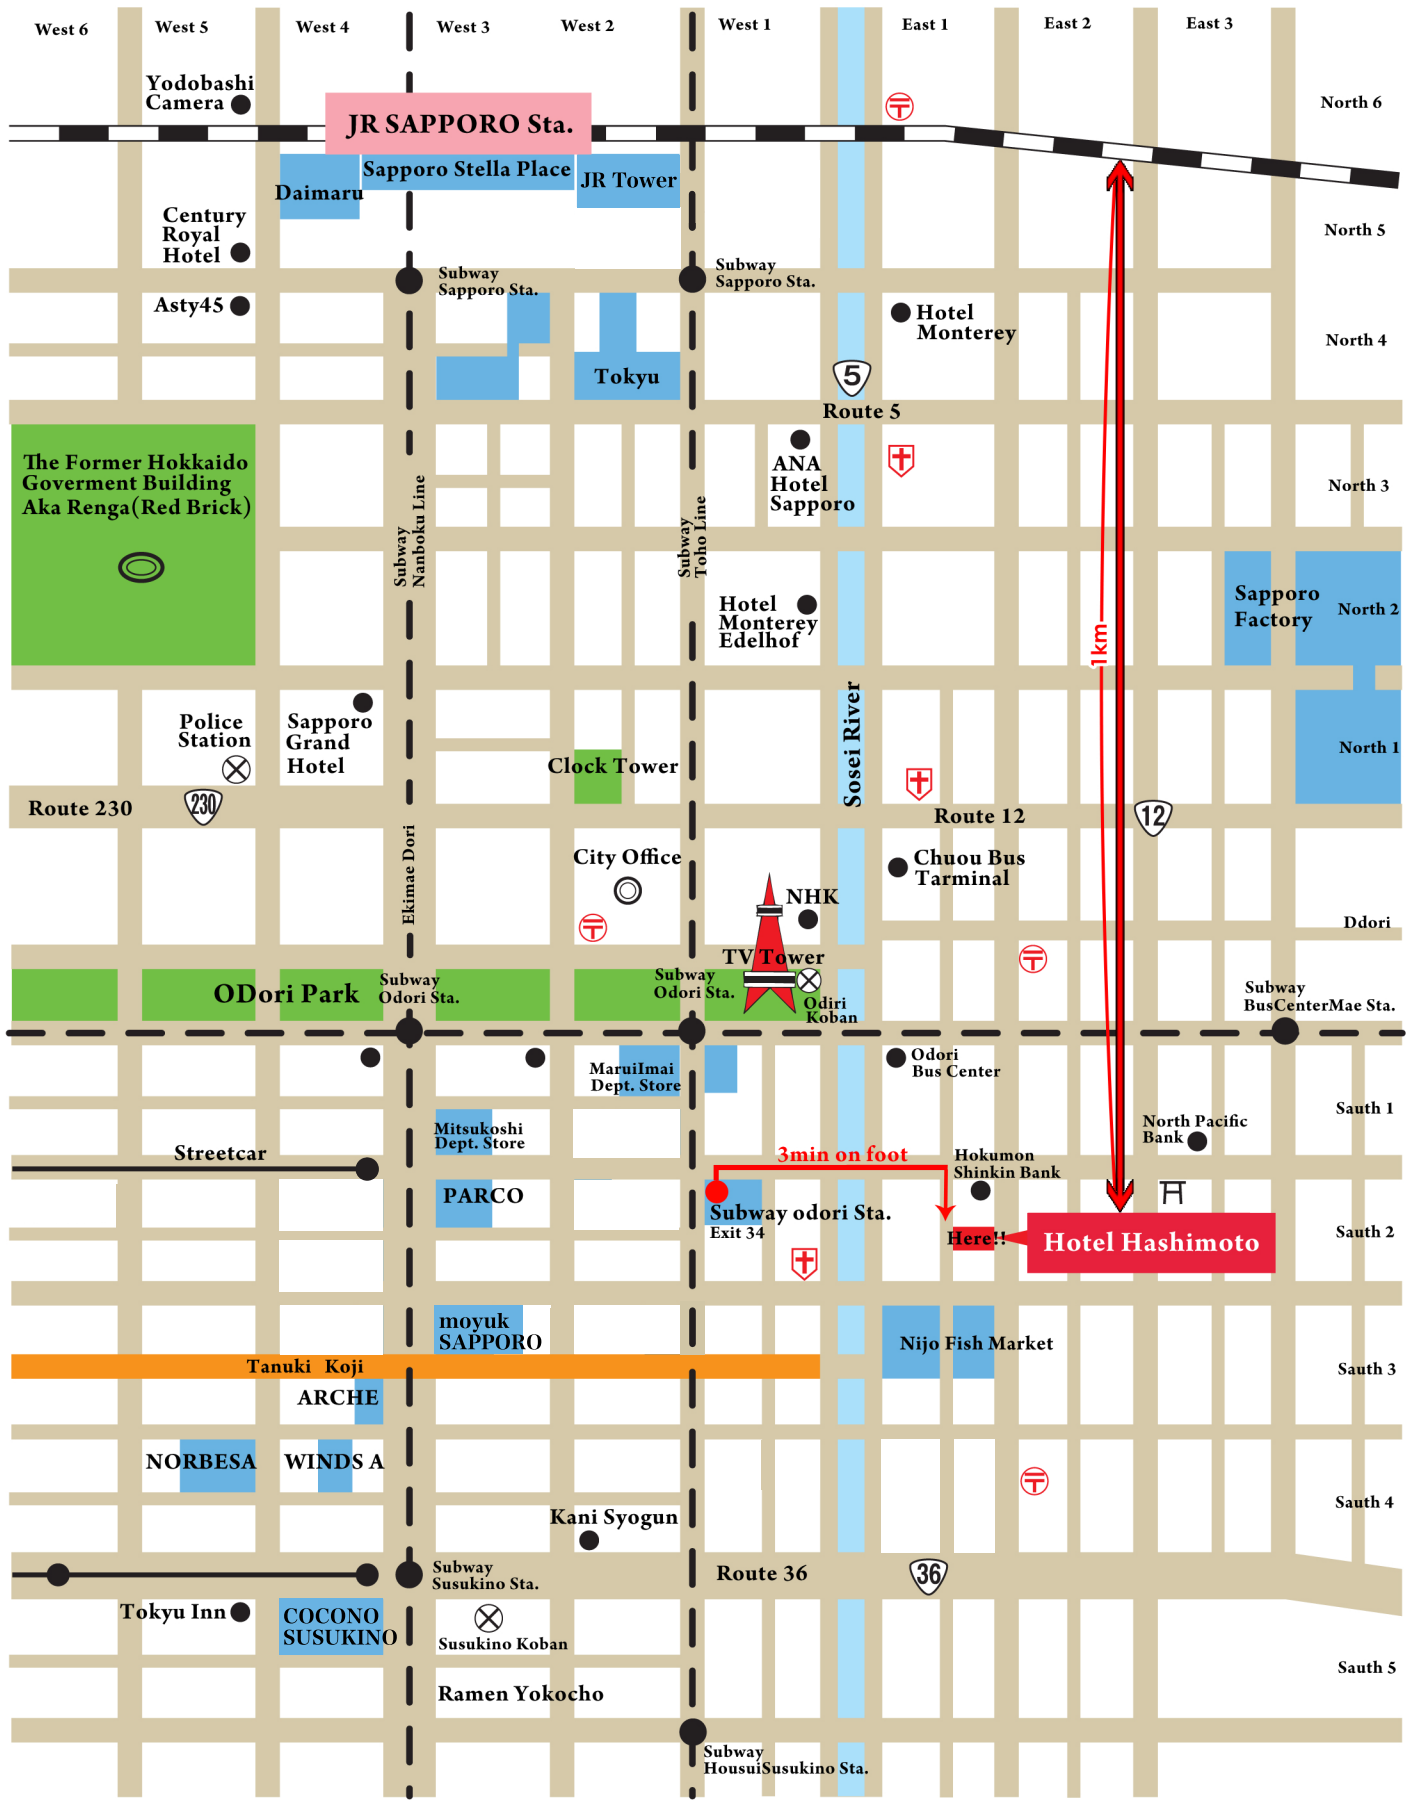 West 6
West 5
West 4
West 3
West 2
West 1
East 1
East 2
East 3
Yodobashi
Camera
North 6
JR SAPPORO Sta.
Sapporo Stella Place
JR Tower
Daimaru
Century
Royal
Hotel
North 5
Subway
Sapporo Sta.
Subway
Sapporo Sta.
Asty45
Hotel
Monterey
North 4
Tokyu
5
Route 5
The Former Hokkaido
Goverment Building
Aka Renga(Red Brick)
ANA
Hotel
Sapporo
North 3
Subway
Nanboku Line
Subway
Toho Line
Hotel
Monterey
Edelhof
Sapporo
Factory
North 2
1km
Police
Station
Sapporo
Grand
Hotel
Sosei River
North 1
Clock Tower
Route 230
230
Route 12
12
Ekimae Dori
City Office
Chuou Bus
Tarminal
NHK
Ddori
TV Tower
ODori Park
Subway
Odori Sta.
Subway
Odori Sta.
Odiri
Koban
Subway
BusCenterMae Sta.
MaruiImai
Dept. Store
Odori
Bus Center
Sauth 1
Mitsukoshi
Dept. Store
North Pacific
Bank
Streetcar
3min on foot
Hokumon
Shinkin Bank
PARCO
Subway odori Sta.
Exit 34
Here!!
Hotel Hashimoto
Sauth 2
moyuk
SAPPORO
Nijo Fish Market
Tanuki Koji
Sauth 3
ARCHE
NORBESA
WINDS A
Sauth 4
Kani Syogun
Subway
Susukino Sta.
Route 36
36
Tokyu Inn
COCONO
SUSUKINO
Susukino Koban
Sauth 5
Ramen Yokocho
Subway
HousuiSusukino Sta.